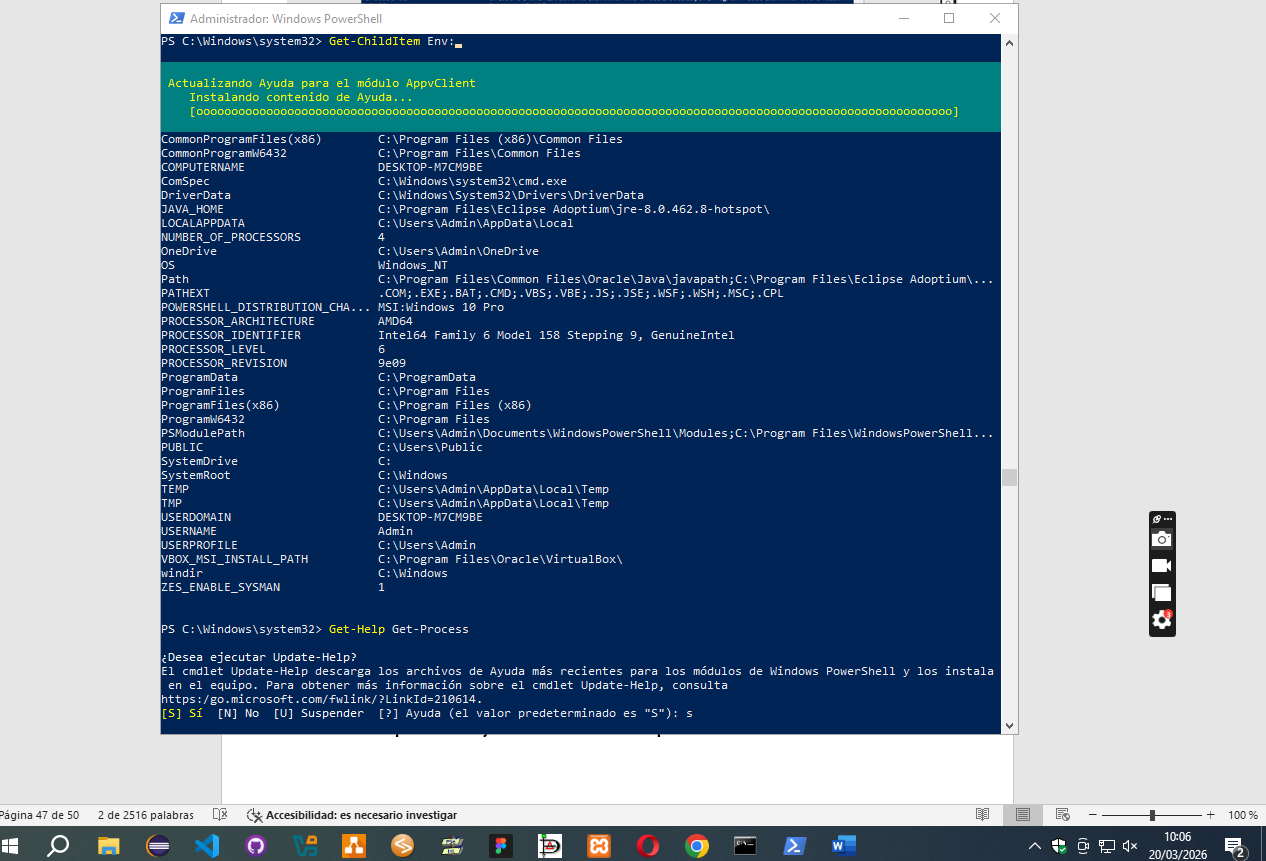 Administrador: Windows PowerShell
PS C:\Windows\system32> Get-ChildItem Env:
Actualizando Ayuda para el módulo AppvClient
Instalando contenido de Ayuda...
[oooooooooooooooooooooooooooooooooooooooooooooooooooooooooooooooooooooooooooooooooooooooooooooooooooooooooooo]
CommonProgramFiles(x86) C:\Program Files (x86)\Common Files
CommonProgramW6432 C:\Program Files\Common Files
COMPUTERNAME DESKTOP-M7CM9BE
ComSpec C:\Windows\system32\cmd.exe
DriverData C:\Windows\System32\Drivers\DriverData
JAVA_HOME C:\Program Files\Eclipse Adoptium\jre-8.0.462.8-hotspot\
LOCALAPPDATA C:\Users\Admin\AppData\Local
NUMBER_OF_PROCESSORS 4
OneDrive C:\Users\Admin\OneDrive
OS Windows_NT
Path C:\Program Files\Common Files\Oracle\Java\javapath;C:\Program Files\Eclipse Adoptium\...
PATHEXT .COM;.EXE;.BAT;.CMD;.VBS;.VBE;.JS;.JSE;.WSF;.WSH;.MSC;.CPL
POWERSHELL_DISTRIBUTION_CHA... MSI:Windows 10 Pro
PROCESSOR_ARCHITECTURE AMD64
PROCESSOR_IDENTIFIER Intel64 Family 6 Model 158 Stepping 9, GenuineIntel
PROCESSOR_LEVEL 6
PROCESSOR_REVISION 9e09
ProgramData C:\ProgramData
ProgramFiles C:\Program Files
ProgramFiles(x86) C:\Program Files (x86)
ProgramW6432 C:\Program Files
PSModulePath C:\Users\Admin\Documents\WindowsPowerShell\Modules;C:\Program Files\WindowsPowerShell...
PUBLIC C:\Users\Public
SystemDrive C:
SystemRoot C:\Windows
TEMP C:\Users\Admin\AppData\Local\Temp
TMP C:\Users\Admin\AppData\Local\Temp
USERDOMAIN DESKTOP-M7CM9BE
USERNAME Admin
USERPROFILE C:\Users\Admin
VBOX_MSI_INSTALL_PATH C:\Program Files\Oracle\VirtualBox\
windir C:\Windows
ZES_ENABLE_SYSMAN 1
PS C:\Windows\system32> Get-Help Get-Process
¿Desea ejecutar Update-Help?
El cmdlet Update-Help descarga los archivos de Ayuda más recientes para los módulos de Windows PowerShell y los instala
en el equipo. Para obtener más información sobre el cmdlet Update-Help, consulta
https:/go.microsoft.com/fwlink/?LinkId=210614.
[S] Sí [N] No [U] Suspender [?] Ayuda (el valor predeterminado es "S"): s
3
Página 47 de 50 2 de 2516 palabras Accesibilidad: es necesario investigar 100 %
10:06
20/03/2026
2